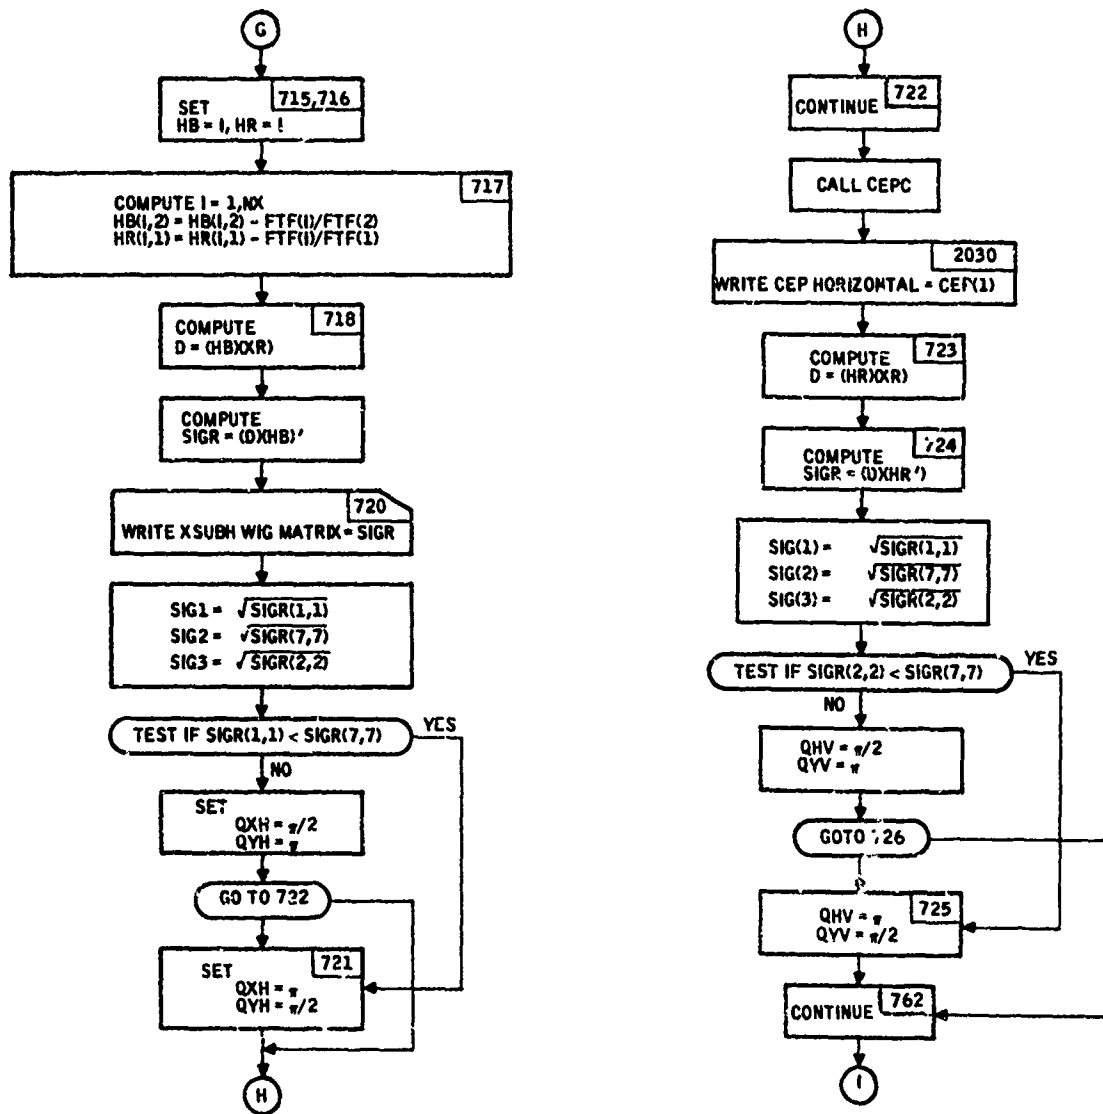 G
715,716
SET
HB = I, HR = I
717
COMPUTE I = 1,NX
HB(I,2) = HB(I,2) - FTF(I)/FTF(2)
HR(I,1) = HR(I,1) - FTF(I)/FTF(1)
718
COMPUTE
D = (HB)(XR)
COMPUTE
SIGR = (DXHB)'
720
WRITE XSUBH WIG MATRIX = SIGR
SIG1 = √SIGR(1,1)
SIG2 = √SIGR(7,7)
SIG3 = √SIGR(2,2)
TEST IF SIGR(1,1) < SIGR(7,7)
YES
NO
SET
QXH = π/2
QYH = π
GO TO 722
721
SET
QXH = π
QYH = π/2
H
H
722
CONTINUE
CALL CEPC
2030
WRITE CEP HORIZONTAL = CEP(1)
723
COMPUTE
D = (HR)(XR)
724
COMPUTE
SIGR = (DXHR')
SIG(1) = √SIGR(1,1)
SIG(2) = √SIGR(7,7)
SIG(3) = √SIGR(2,2)
TEST IF SIGR(2,2) < SIGR(7,7)
YES
NO
QHV = π/2
QYV = π
GOTO 726
725
QHV = π
QYV = π/2
762
CONTINUE
I